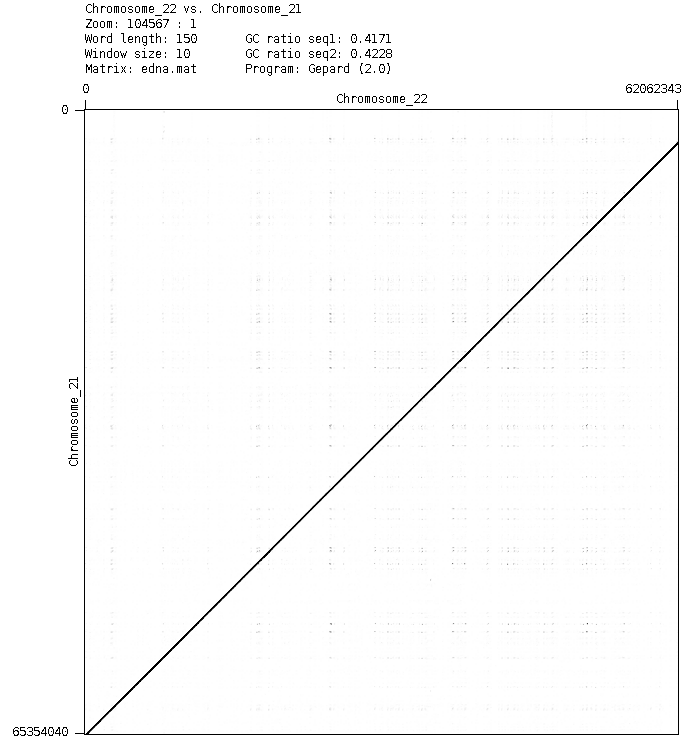 Chromosome_22 vs. Chromosome_21
Zoom: 104567 : 1
Word length: 150 GC ratio seq1: 0.4171
Window size: 10 GC ratio seq2: 0.4228
Matrix: edna.mat Program: Gepard (2.0)
0 62062343
Chromosome_22
0
Chromosome_21
65354040